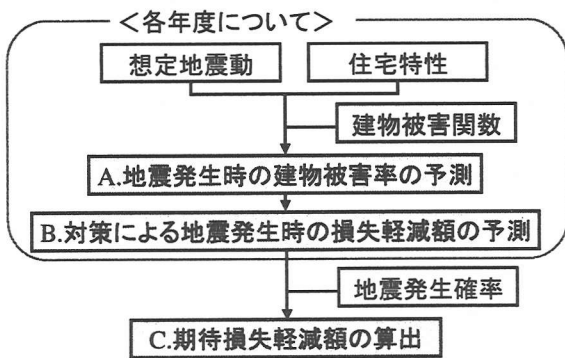 ＜各年度について＞
想定地震動
住宅特性
建物被害関数
A.地震発生時の建物被害率の予測
B.対策による地震発生時の損失軽減額の予測
地震発生確率
C.期待損失軽減額の算出